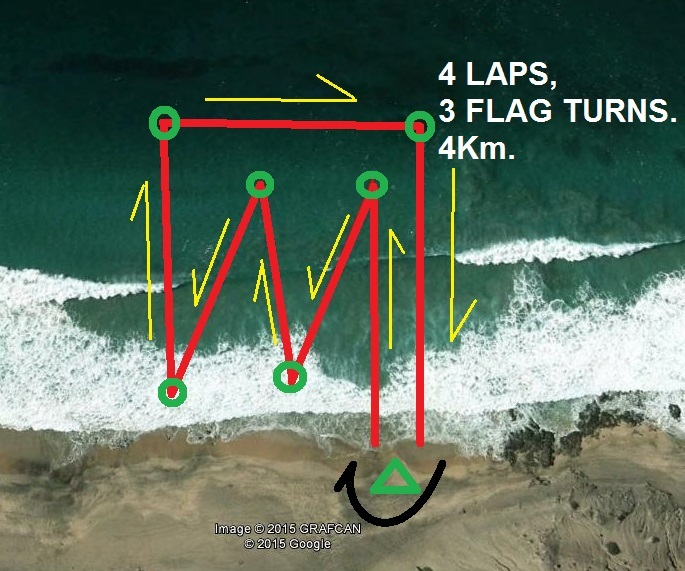 4 LAPS,
3 FLAG TURNS.
4Km.
Image © 2015 GRAFCAN
© 2015 Google